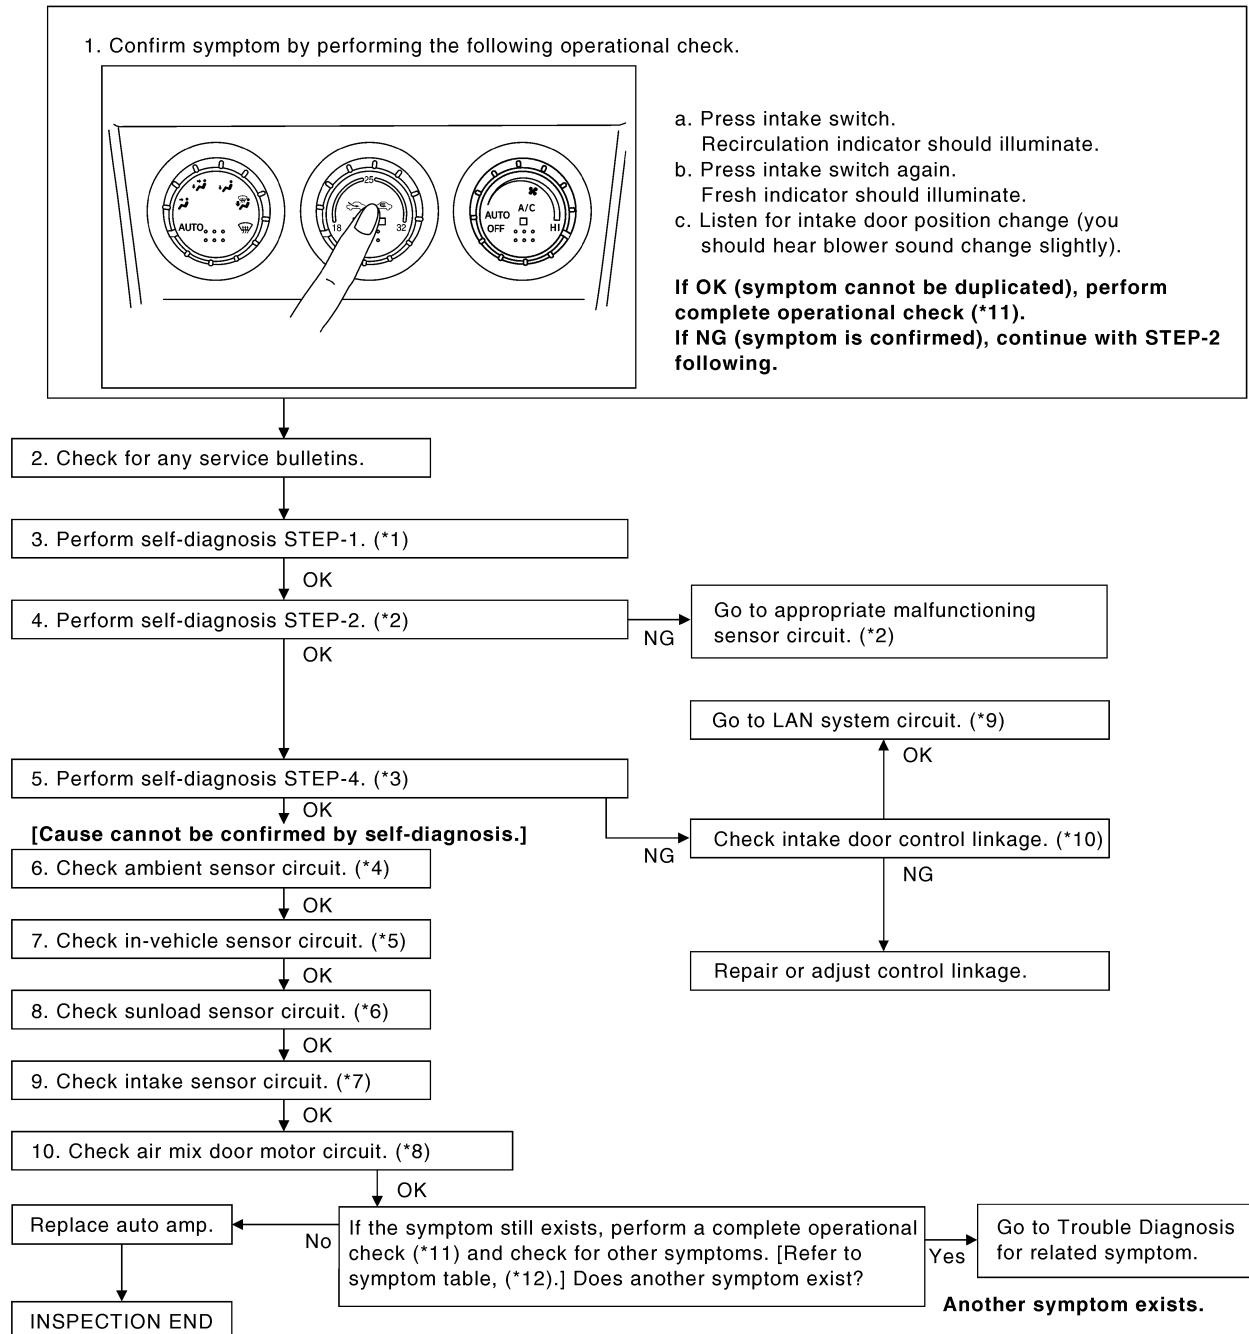 1. Confirm symptom by performing the following operational check.
25
18
32
AUTO
AUTO
A/C
OFF
HI
a. Press intake switch.
Recirculation indicator should illuminate.
b. Press intake switch again.
Fresh indicator should illuminate.
c. Listen for intake door position change (you
should hear blower sound change slightly).
If OK (symptom cannot be duplicated), perform
complete operational check (*11).
If NG (symptom is confirmed), continue with STEP-2
following.
2. Check for any service bulletins.
3. Perform self-diagnosis STEP-1. (*1)
OK
4. Perform self-diagnosis STEP-2. (*2)
NG
Go to appropriate malfunctioning
sensor circuit. (*2)
OK
Go to LAN system circuit. (*9)
OK
5. Perform self-diagnosis STEP-4. (*3)
OK
NG
Check intake door control linkage. (*10)
NG
Repair or adjust control linkage.
[Cause cannot be confirmed by self-diagnosis.]
6. Check ambient sensor circuit. (*4)
OK
7. Check in-vehicle sensor circuit. (*5)
OK
8. Check sunload sensor circuit. (*6)
OK
9. Check intake sensor circuit. (*7)
OK
10. Check air mix door motor circuit. (*8)
OK
If the symptom still exists, perform a complete operational
check (*11) and check for other symptoms. [Refer to
symptom table, (*12).] Does another symptom exist?
No
Replace auto amp.
INSPECTION END
Yes
Go to Trouble Diagnosis
for related symptom.
Another symptom exists.